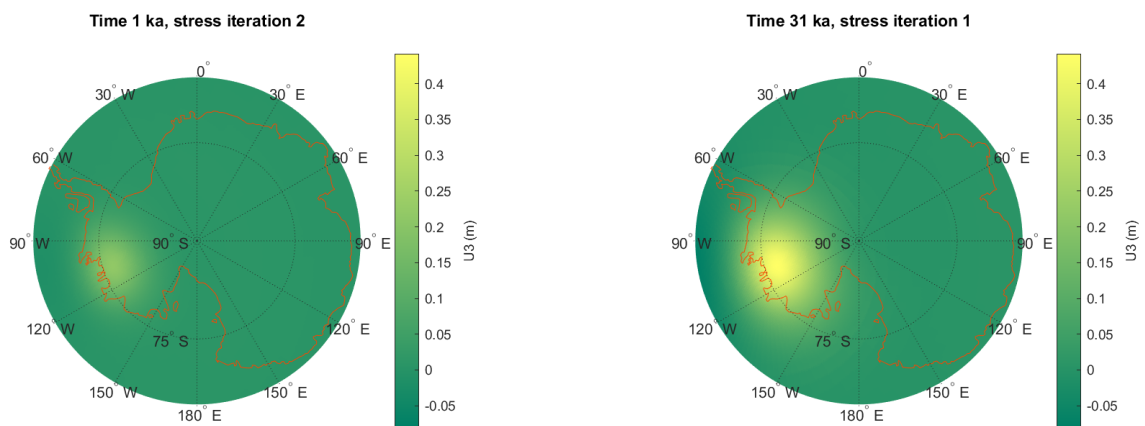 Time 1 ka, stress iteration 2
0°
30° W
30° E
60° W
60° E
90° W
90° S
90° E
120° W
120° E
75° S
150° W
150° E
180° E
0.4
0.35
0.3
0.25
0.2
0.15
0.1
0.05
0
-0.05
U3 (m)
Time 31 ka, stress iteration 1
0°
30° W
30° E
60° W
60° E
90° W
90° S
90° E
120° W
120° E
75° S
150° W
150° E
180° E
0.4
0.35
0.3
0.25
0.2
0.15
0.1
0.05
0
-0.05
U3 (m)